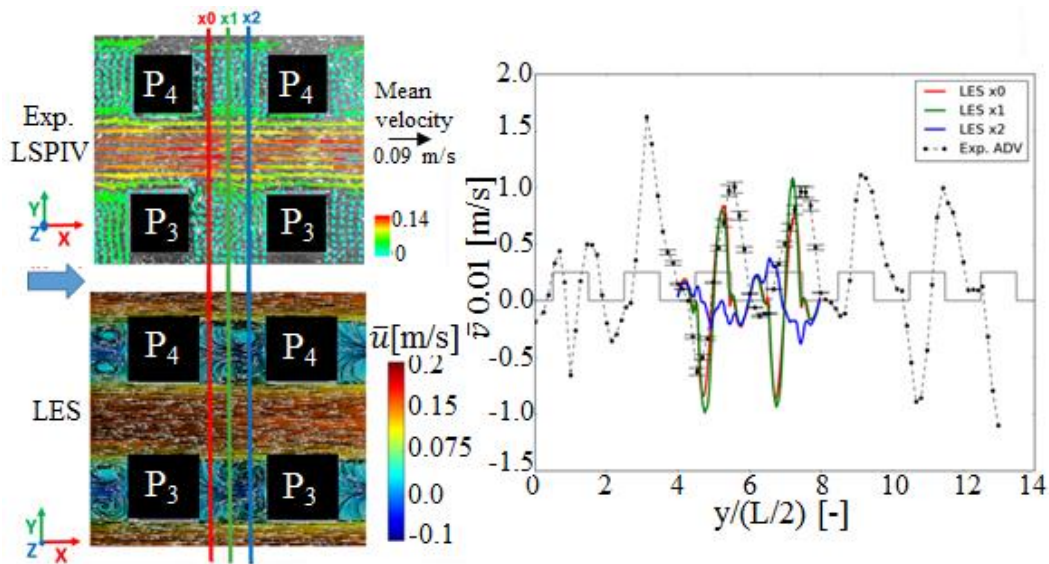 x0 x1 x2
P4 P4
Exp.
LSPIV
Mean
velocity
0.09 m/s
P3 P3
0.14
0
Y
Z X
P4 P4
LES
P3 P3
Y
Z X
u̅[m/s]
0.2
0.15
0.075
0.0
-0.1
LES x0
LES x1
LES x2
Exp. ADV
2.0
1.5
1.0
0.5
0.0
-0.5
-1.0
-1.5
v̅ 0.01 [m/s]
0 2 4 6 8 10 12 14
y/(L/2) [-]